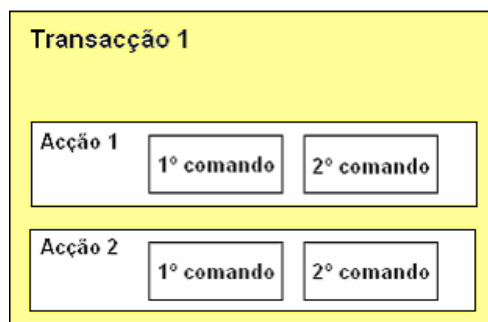 Transacção 1
Acção 1
1º comando 2º comando
Acção 2
1º comando 2º comando